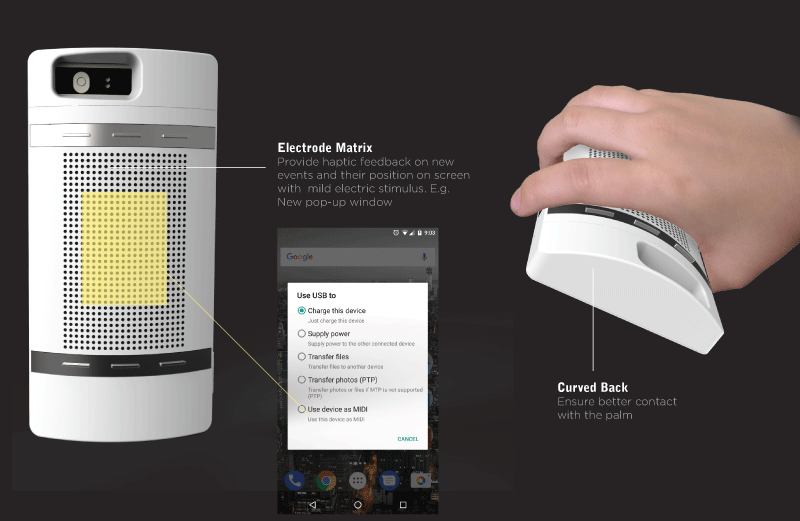 Electrode Matrix
Provide haptic feedback on new
events and their position on screen
with mild electric stimulus. E.g.
New pop-up window
9:03
Google
Use USB to
Charge this device
Just charge this device
Supply power
Supply power to the other connected device
Transfer files
Transfer files to another device
Transfer photos (PTP)
Transfer photos or files if MTP is not supported
(PTP)
Use device as MIDI
Use this device as MIDI
CANCEL
Curved Back
Ensure better contact
with the palm